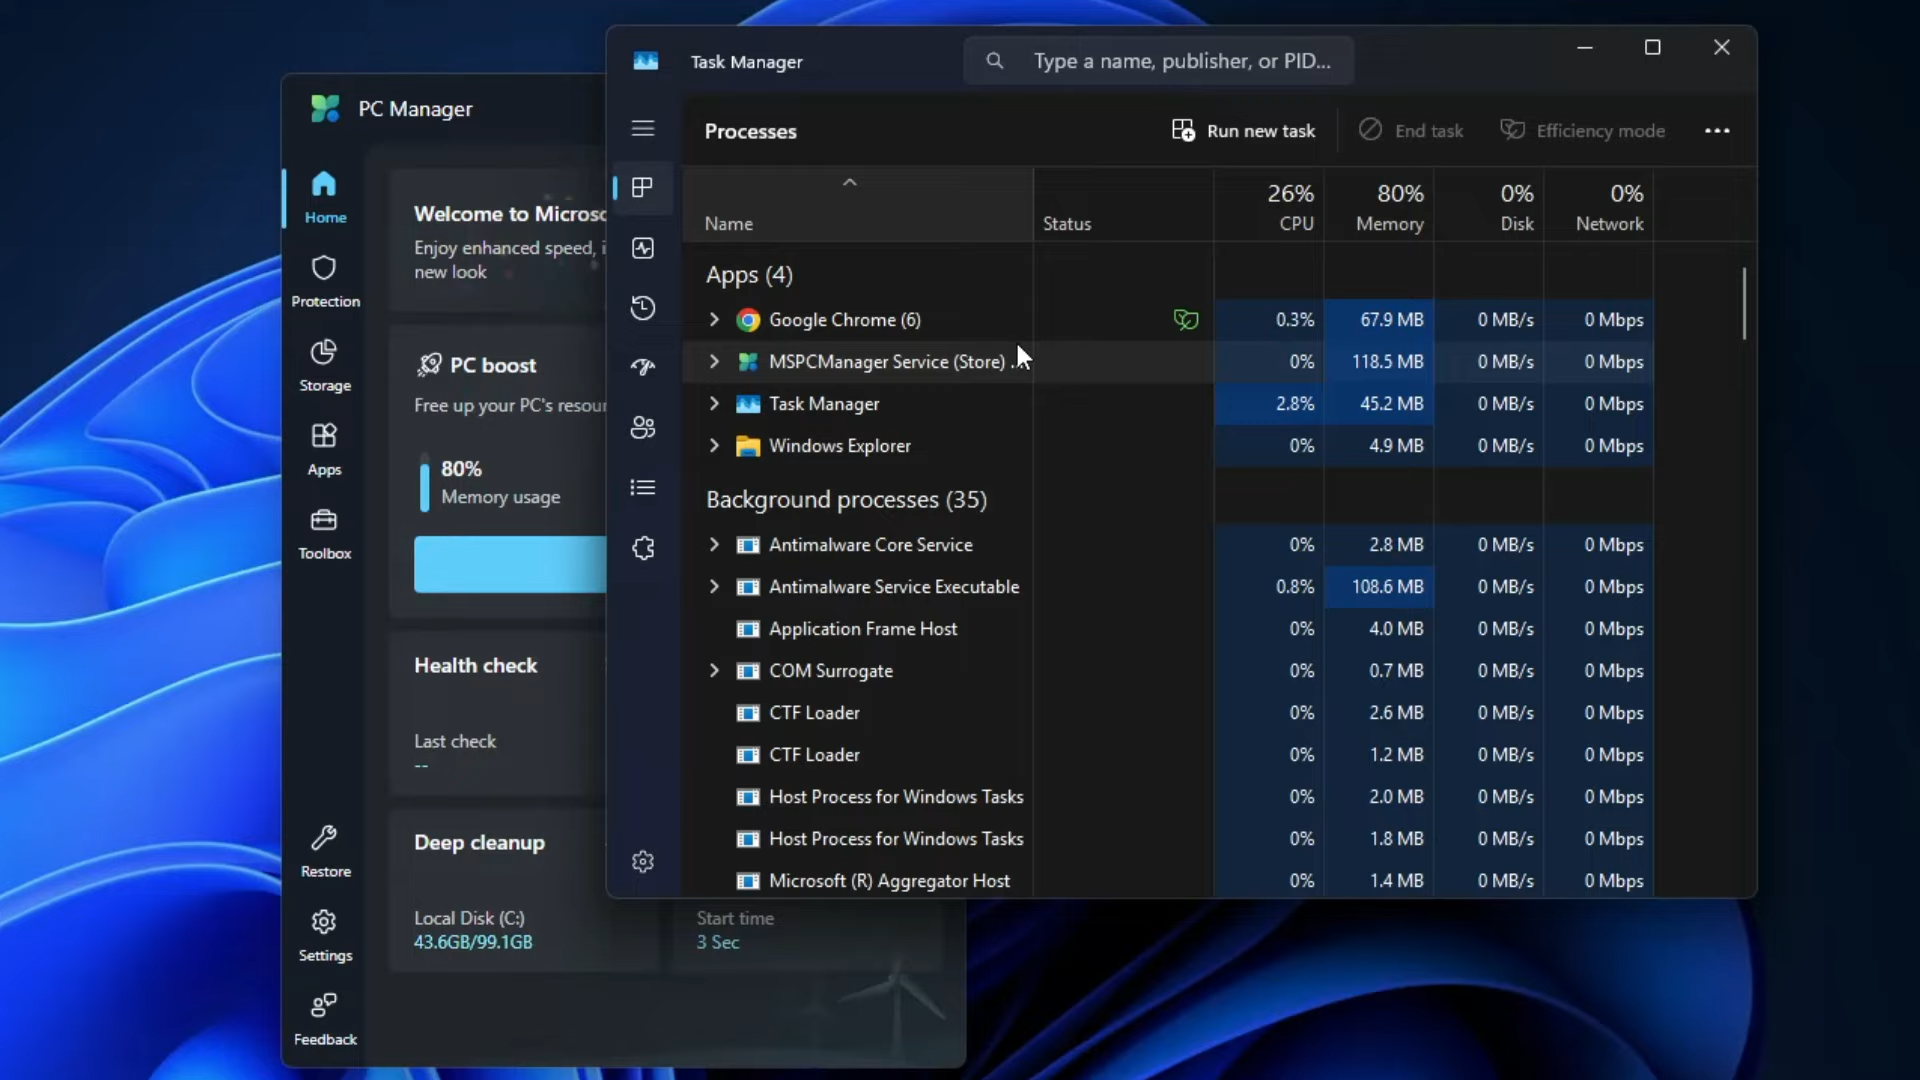 PC Manager
Home
Protection
Storage
Apps
Toolbox
Restore
Settings
Feedback
Welcome to
Enjoy enhanced speed,
new look
PC boost
Free up your PC's
80%
Memory usage
Health check
Last check
--
Deep cleanup
Local Disk (C:)
43.6GB/99.1GB
Start time
3 Sec
Task Manager
Type a name, publisher, or PID...
Processes
Run new task
End task
Efficiency mode
26% 80% 0% 0%
Name Status CPU Memory Disk Network
Apps (4)
Google Chrome (6) 0.3% 67.9 MB 0 MB/s 0 Mbps
MSPCManager Service (Store) 0% 118.5 MB 0 MB/s 0 Mbps
Task Manager 2.8% 45.2 MB 0 MB/s 0 Mbps
Windows Explorer 0% 4.9 MB 0 MB/s 0 Mbps
Background processes (35)
Antimalware Core Service 0% 2.8 MB 0 MB/s 0 Mbps
Antimalware Service Executable 0.8% 108.6 MB 0 MB/s 0 Mbps
Application Frame Host 0% 4.0 MB 0 MB/s 0 Mbps
COM Surrogate 0% 0.7 MB 0 MB/s 0 Mbps
CTF Loader 0% 2.6 MB 0 MB/s 0 Mbps
CTF Loader 0% 1.2 MB 0 MB/s 0 Mbps
Host Process for Windows Tasks 0% 2.0 MB 0 MB/s 0 Mbps
Host Process for Windows Tasks 0% 1.8 MB 0 MB/s 0 Mbps
Microsoft (R) Aggregator Host 0% 1.4 MB 0 MB/s 0 Mbps